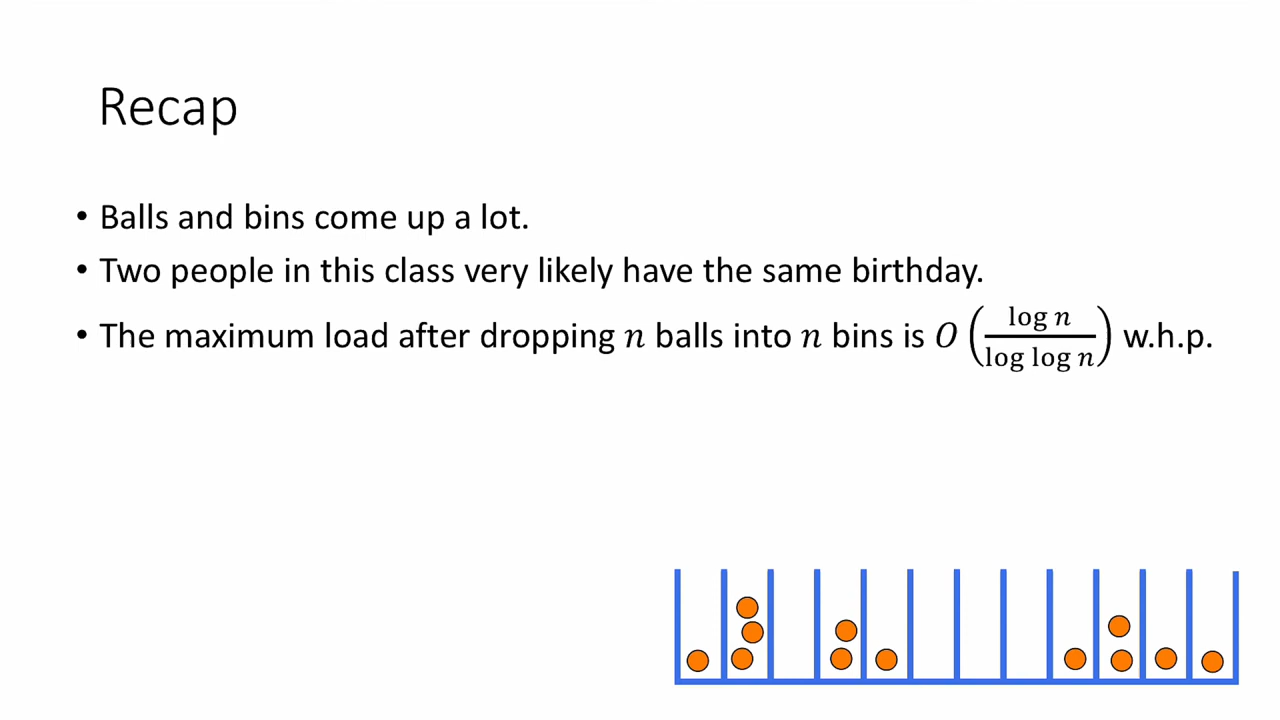 Recap
• Balls and bins come up a lot.
• Two people in this class very likely have the same birthday.
• The maximum load after dropping n balls into n bins is O(log n / log log n) w.h.p.